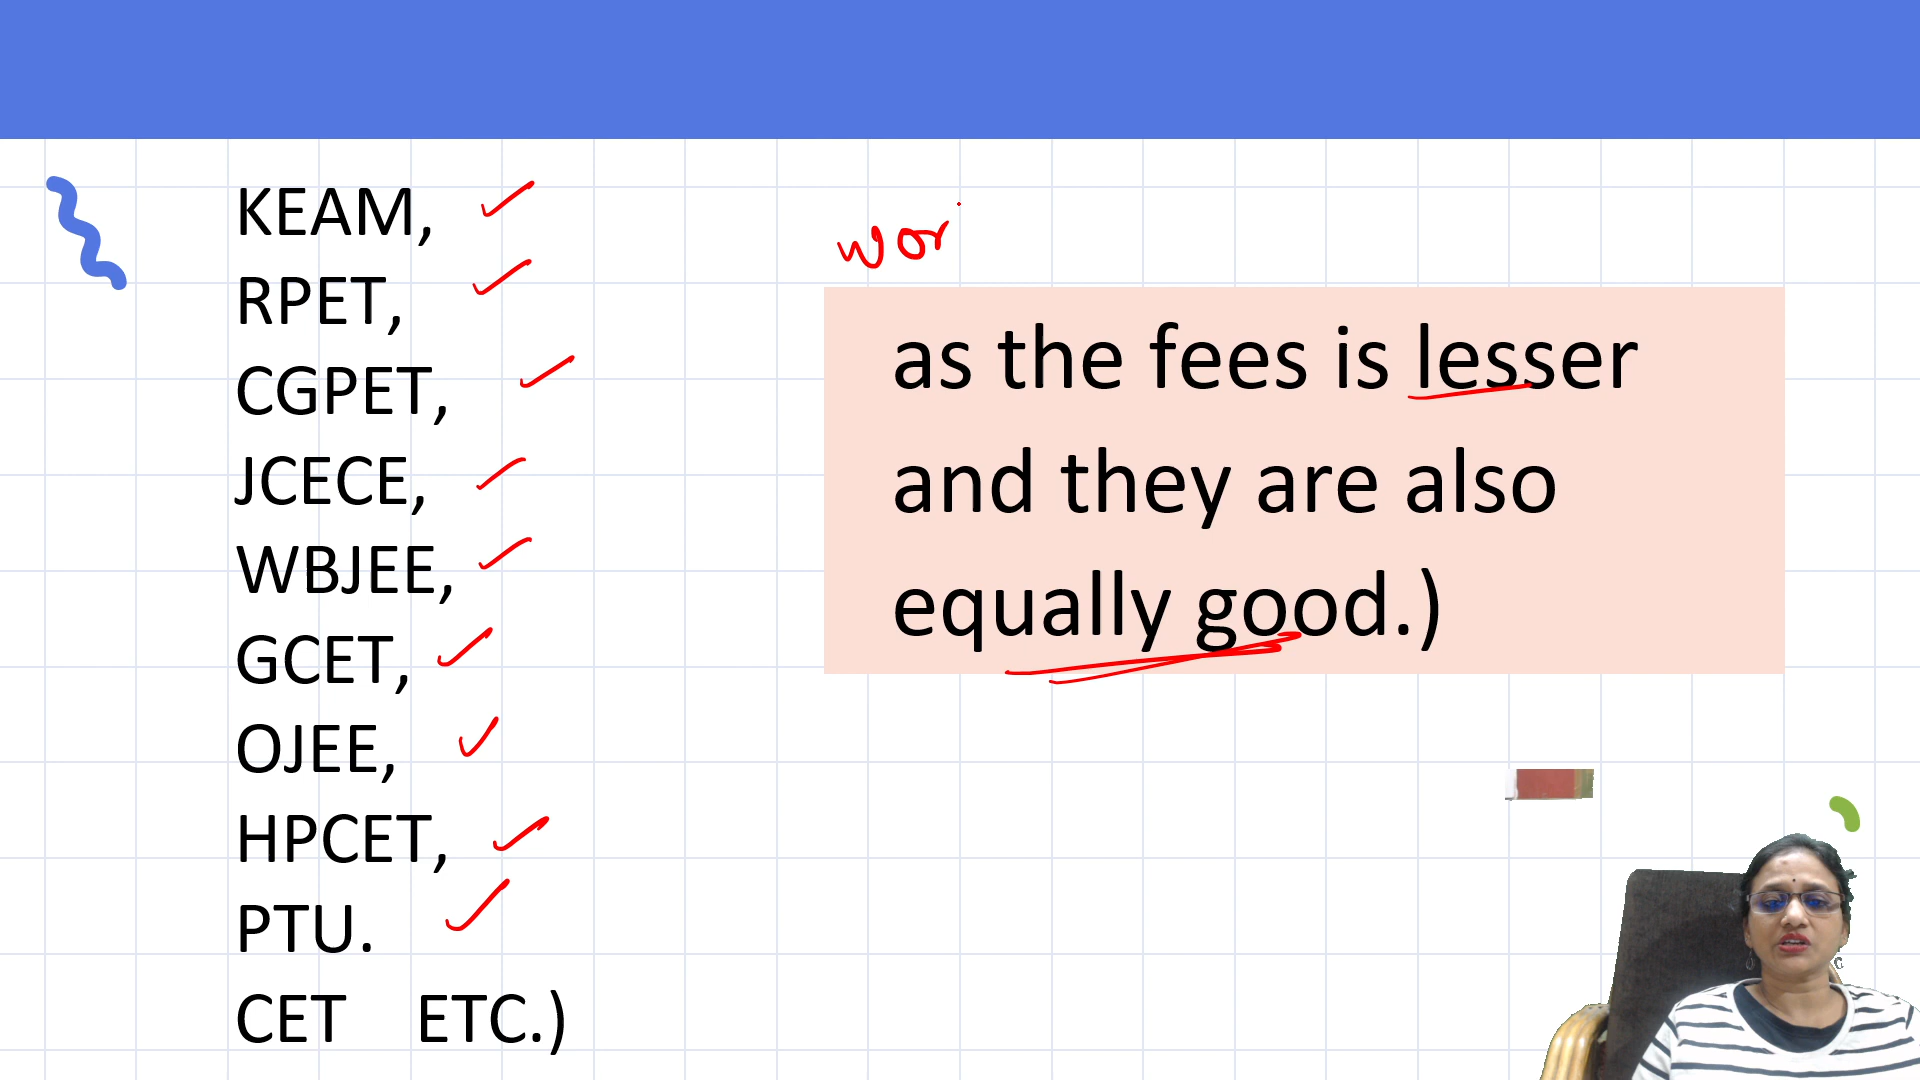 KEAM,
RPET,
CGPET,
JCECE,
WBJEE,
GCET,
OJEE,
HPCET,
PTU.
CET ETC.)
wor
as the fees is lesser
and they are also
equally good.)